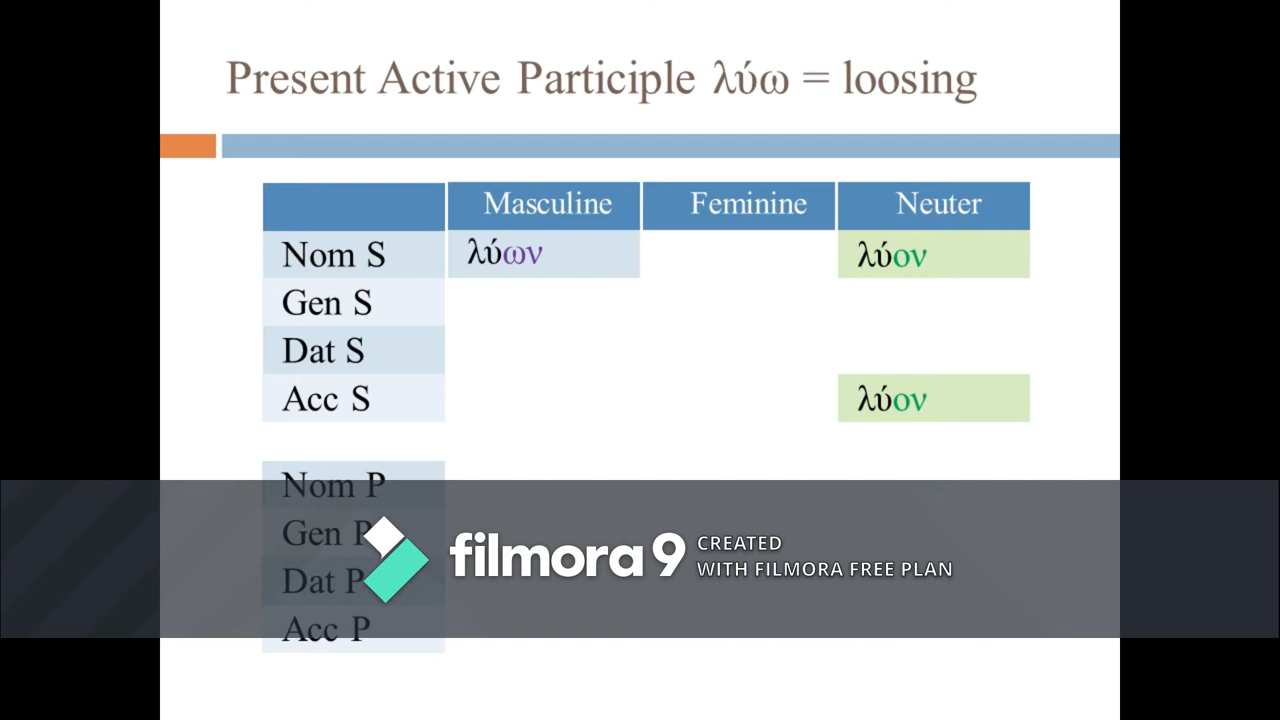 Present Active Participle λύω = loosing
Masculine Feminine Neuter
Nom S λύων λύον
Gen S
Dat S
Acc S λύον
Nom P
Gen P
Dat P
Acc P
filmora 9 CREATED
WITH FILMORA FREE PLAN